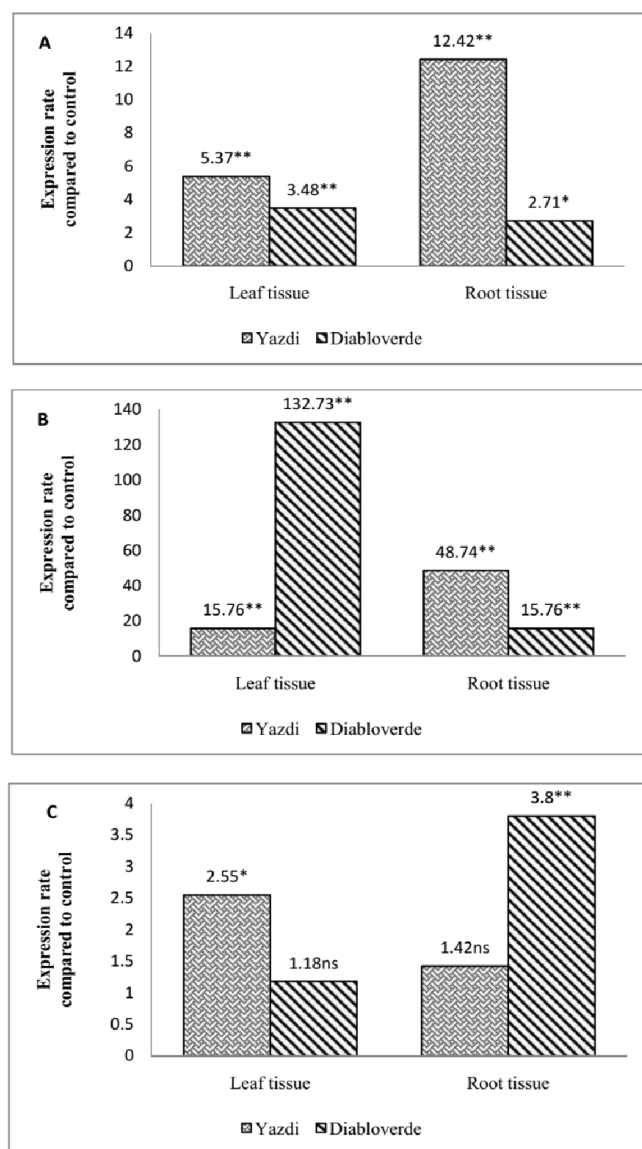 A
Expression rate
compared to control
14
12
10
8
6
4
2
0
5.37**
3.48**
12.42**
2.71*
Leaf tissue
Root tissue
Yazdi
Diabloverde
B
Expression rate
compared to control
140
120
100
80
60
40
20
0
15.76**
132.73**
48.74**
15.76**
Leaf tissue
Root tissue
Yazdi
Diabloverde
C
Expression rate
compared to control
4
3.5
3
2.5
2
1.5
1
0.5
0
2.55*
1.18ns
1.42ns
3.8**
Leaf tissue
Root tissue
Yazdi
Diabloverde